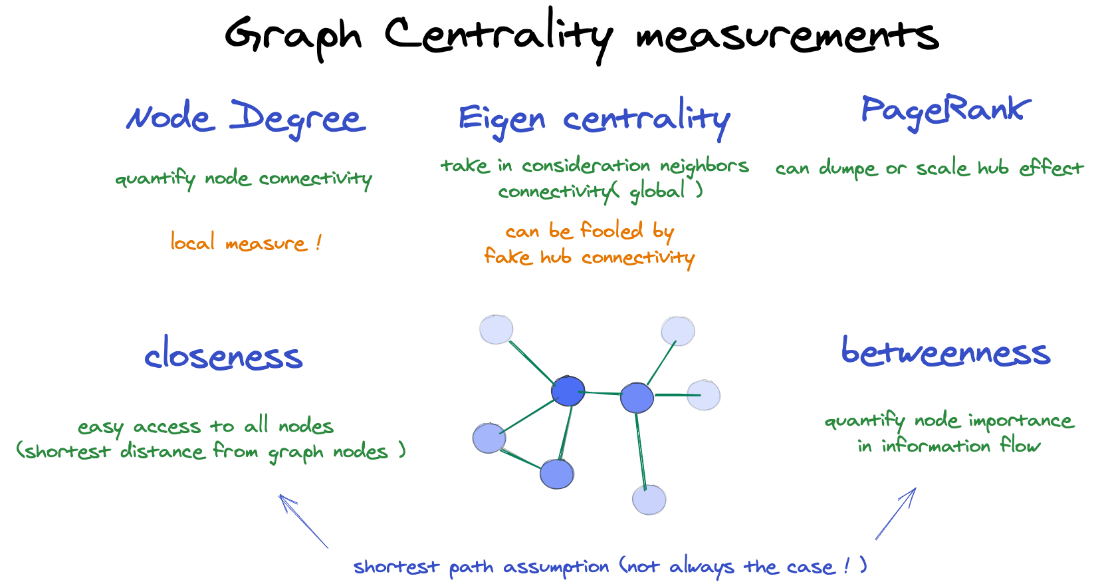 Graph Centrality measurements
Node Degree
quantify node connectivity
local measure !
Eigen centrality
take in consideration neighbors
connectivity( global )
can be fooled by
fake hub connectivity
PageRank
can dumpe or scale hub effect
closeness
easy access to all nodes
(shortest distance from graph nodes )
betweenness
quantify node importance
in information flow
shortest path assumption (not always the case ! )